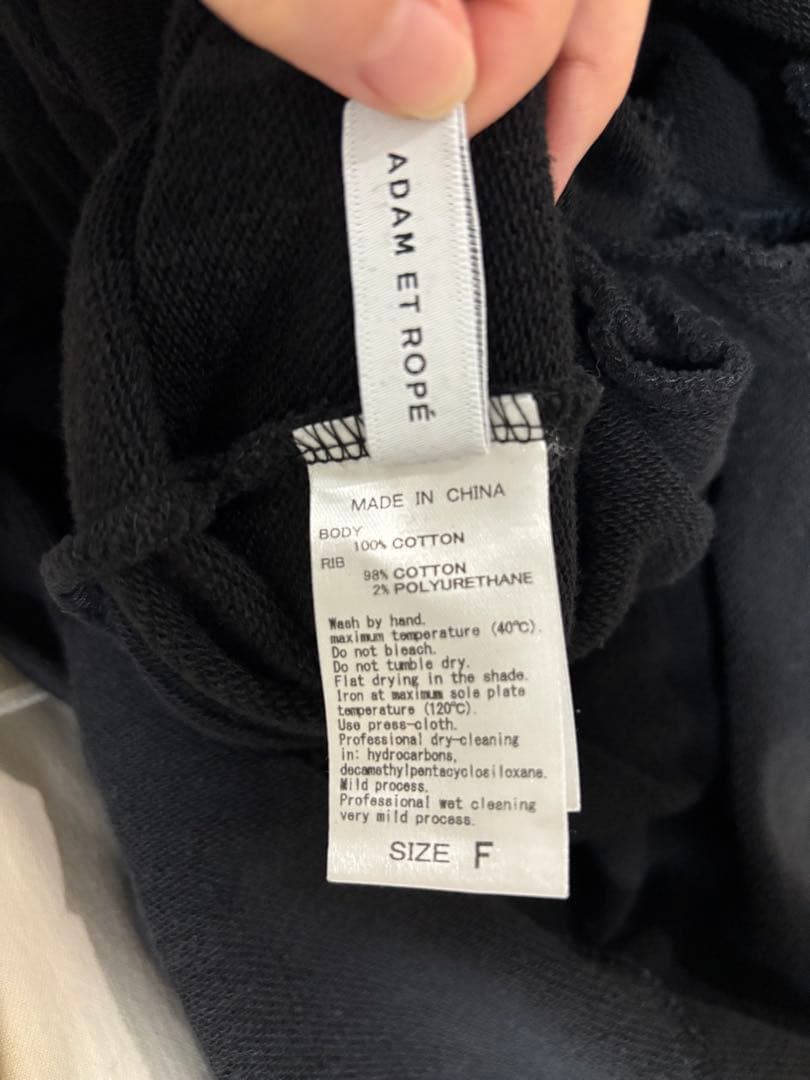 ADAM ET ROPÉ
MADE IN CHINA
BODY
100% COTTON
RIB
98% COTTON
2% POLYURETHANE
Wash by hand.
maximum temperature (40℃).
Do not bleach.
Do not tumble dry.
Flat drying in the shade.
Iron at maximum sole plate
temperature (120℃).
Use press-cloth.
Professional dry-cleaning
in: hydrocarbons,
decamethylpentacyclosiloxane.
Mild process.
Professional wet cleaning
very mild process.
SIZE F